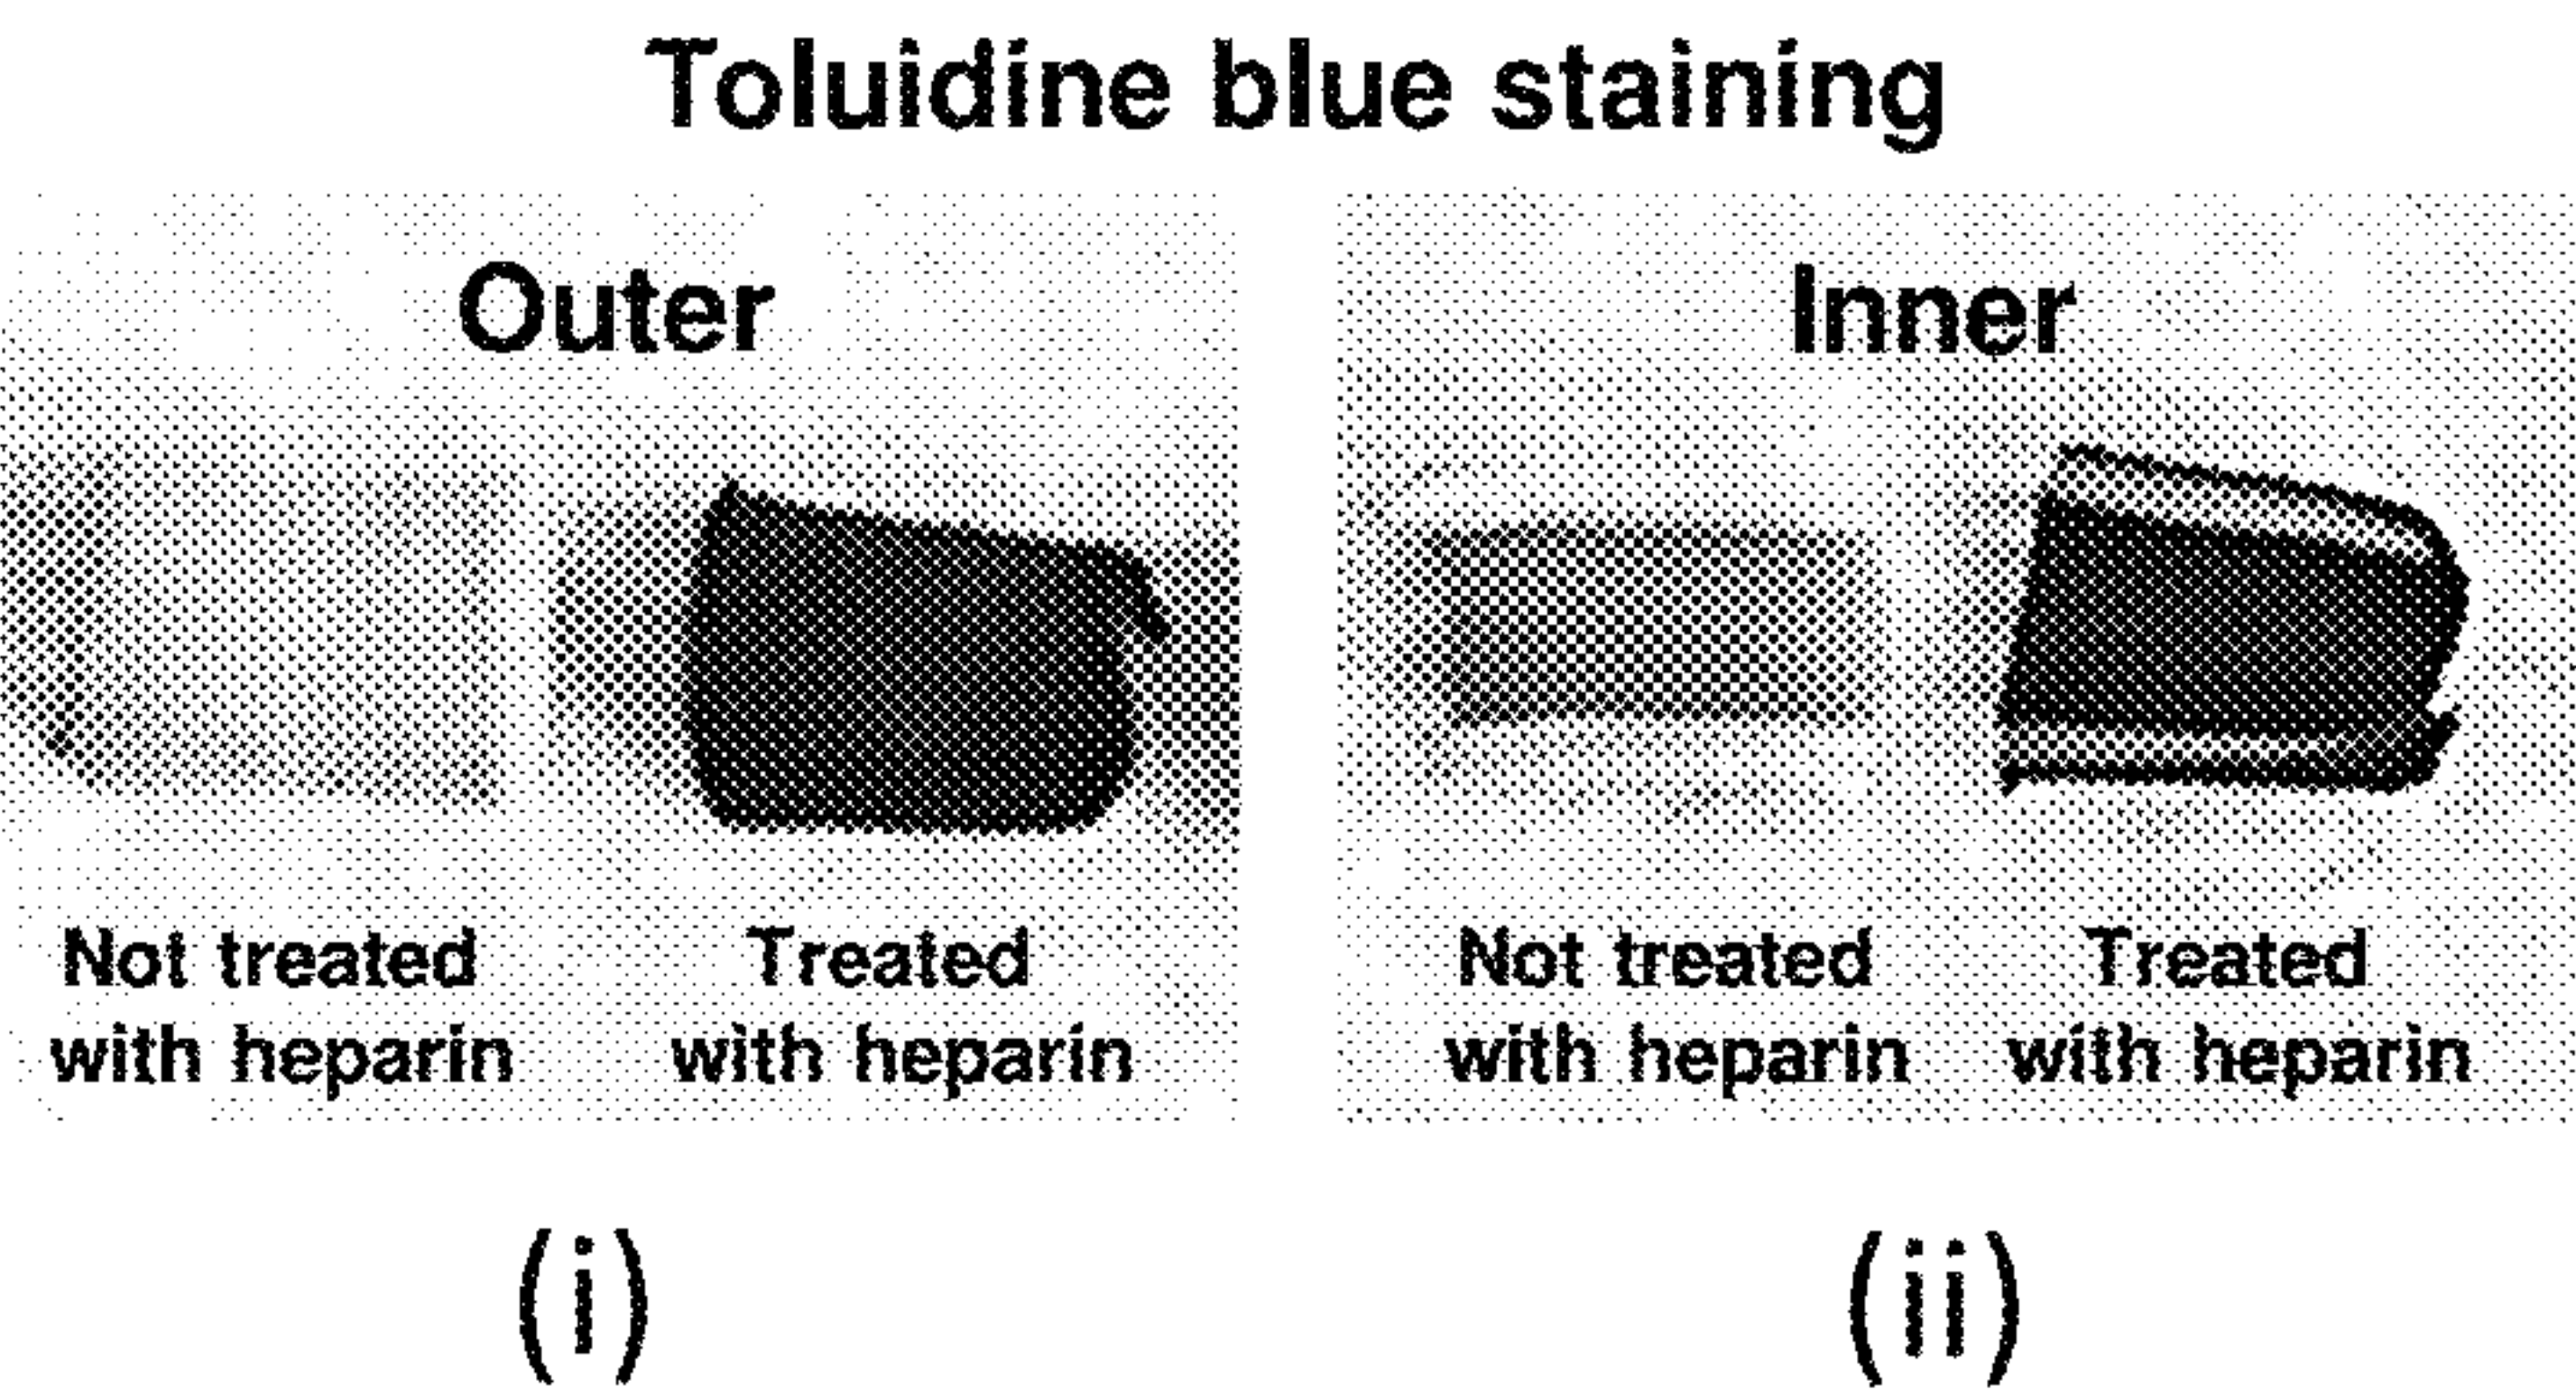 Toluidine blue staining
Outer
Not treated
with heparin
Treated
with heparin
(i)
Inner
Not treated
with heparin
Treated
with heparin
(ii)